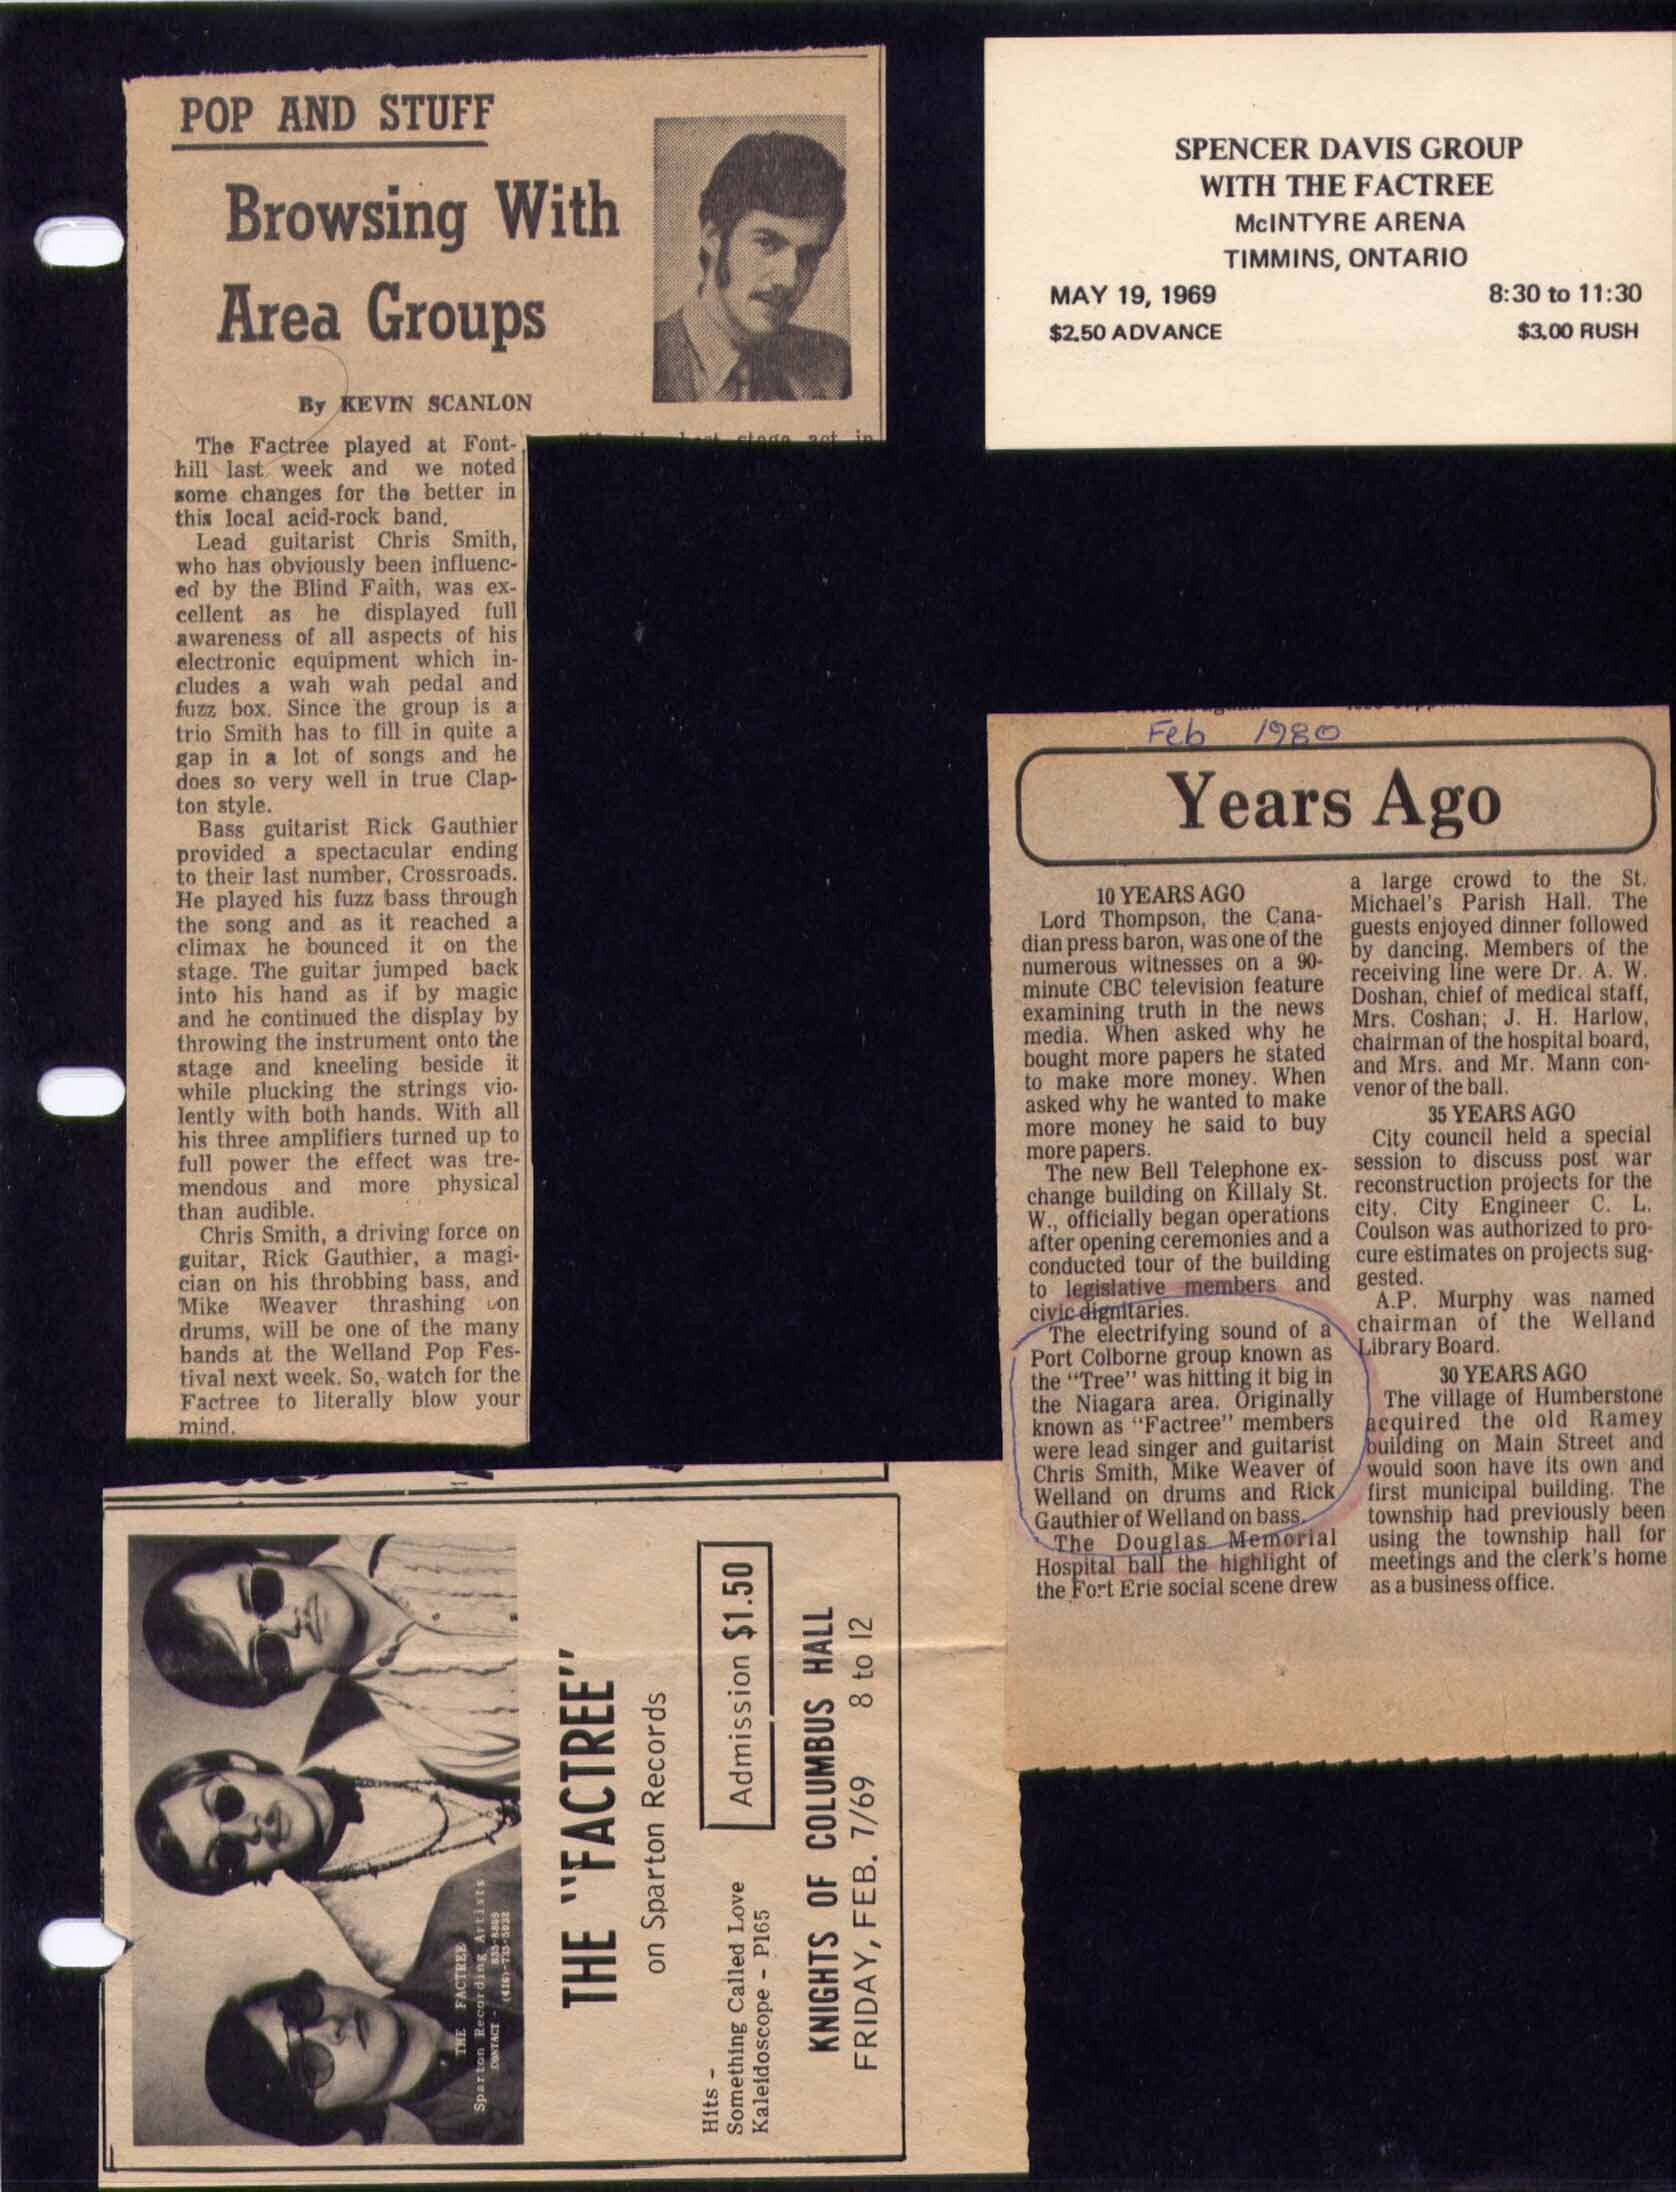 POP AND STUFF
Browsing With
Area Groups
By KEVIN SCANLON
The Factree played at Font-
hill last week and we noted
some changes for the better in
this local acid-rock band.
Lead guitarist Chris Smith,
who has obviously been influenc-
ed by the Blind Faith, was ex-
cellent as he displayed full
awareness of all aspects of his
electronic equipment which in-
cludes a wah wah pedal and
fuzz box. Since the group is a
trio Smith has to fill in quite a
gap in a lot of songs and he
does so very well in true Clap-
ton style.
Bass guitarist Rick Gauthier
provided a spectacular ending
to their last number, Crossroads.
He played his fuzz bass through
the song and as it reached a
climax he bounced it on the
stage. The guitar jumped back
into his hand as if by magic
and he continued the display by
throwing the instrument onto the
stage and kneeling beside it
while plucking the strings vio-
lently with both hands. With all
his three amplifiers turned up to
full power the effect was tre-
mendous and more physical
than audible.
Chris Smith, a driving force on
guitar, Rick Gauthier, a magi-
cian on his throbbing bass, and
Mike Weaver thrashing on
drums, will be one of the many
bands at the Welland Pop Fes-
tival next week. So, watch for the
Factree to literally blow your
mind.
stage act in
SPENCER DAVIS GROUP
WITH THE FACTREE
McINTYRE ARENA
TIMMINS, ONTARIO
MAY 19, 1969 8:30 to 11:30
$2.50 ADVANCE $3.00 RUSH
Feb 1980
Years Ago
10 YEARS AGO
Lord Thompson, the Cana-
dian press baron, was one of the
numerous witnesses on a 90-
minute CBC television feature
examining truth in the news
media. When asked why he
bought more papers he stated
to make more money. When
asked why he wanted to make
more money he said to buy
more papers.
The new Bell Telephone ex-
change building on Killaly St.
W., officially began operations
after opening ceremonies and a
conducted tour of the building
to legislative members and
civic dignitaries.
The electrifying sound of a
Port Colborne group known as
the "Tree" was hitting it big in
the Niagara area. Originally
known as "Factree" members
were lead singer and guitarist
Chris Smith, Mike Weaver of
Welland on drums and Rick
Gauthier of Welland on bass.
The Douglas Memorial
Hospital ball the highlight of
the Fort Erie social scene drew
a large crowd to the St.
Michael's Parish Hall. The
guests enjoyed dinner followed
by dancing. Members of the
receiving line were Dr. A. W.
Doshan, chief of medical staff,
Mrs. Coshan; J. H. Harlow,
chairman of the hospital board,
and Mrs. and Mr. Mann con-
venor of the ball.
35 YEARS AGO
City council held a special
session to discuss post war
reconstruction projects for the
city. City Engineer C. L.
Coulson was authorized to pro-
cure estimates on projects sug-
gested.
A.P. Murphy was named
chairman of the Welland
Library Board.
30 YEARS AGO
The village of Humberstone
acquired the old Ramey
building on Main Street and
would soon have its own and
first municipal building. The
township had previously been
using the township hall for
meetings and the clerk's home
as a business office.
THE FACTREE
Sparton Recording Artists
CONTACT -
THE "FACTREE"
on Sparton Records
Hits -
Something Called Love
Kaleidoscope - P165
Admission $1.50
KNIGHTS OF COLUMBUS HALL
FRIDAY, FEB. 7/69 8 to 12